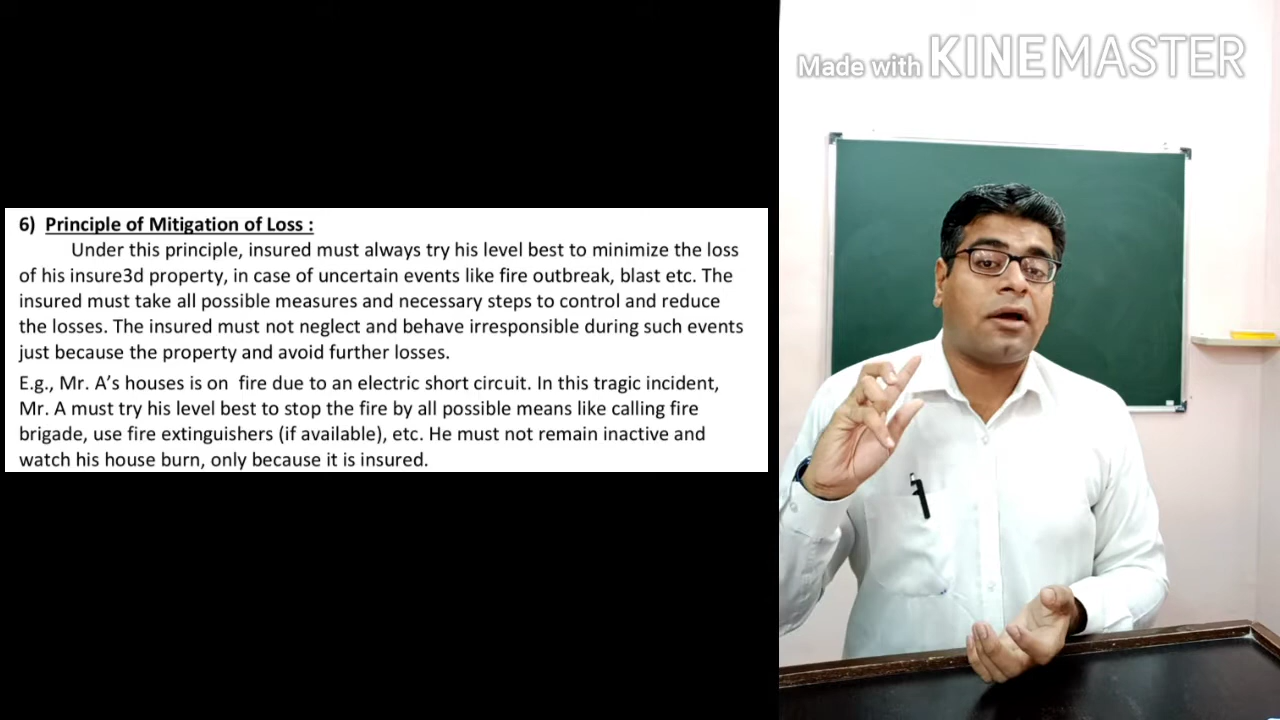 6) Principle of Mitigation of Loss :
Under this principle, insured must always try his level best to minimize the loss
of his insure3d property, in case of uncertain events like fire outbreak, blast etc. The
insured must take all possible measures and necessary steps to control and reduce
the losses. The insured must not neglect and behave irresponsible during such events
just because the property and avoid further losses.
E.g., Mr. A’s houses is on fire due to an electric short circuit. In this tragic incident,
Mr. A must try his level best to stop the fire by all possible means like calling fire
brigade, use fire extinguishers (if available), etc. He must not remain inactive and
watch his house burn, only because it is insured.
Made with KINEMASTER